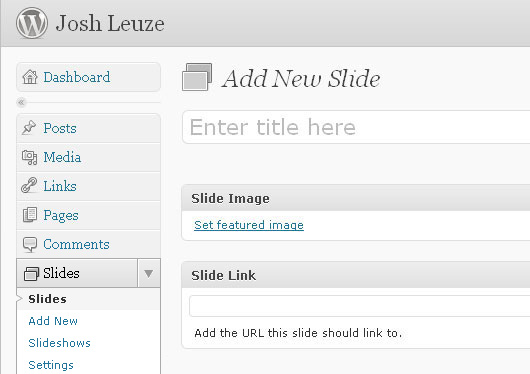 Josh Leuze
Dashboard
Posts
Media
Links
Pages
Comments
Slides
Slides
Add New
Slideshows
Settings
Add New Slide
Enter title here
Slide Image
Set featured image
Slide Link
Add the URL this slide should link to.